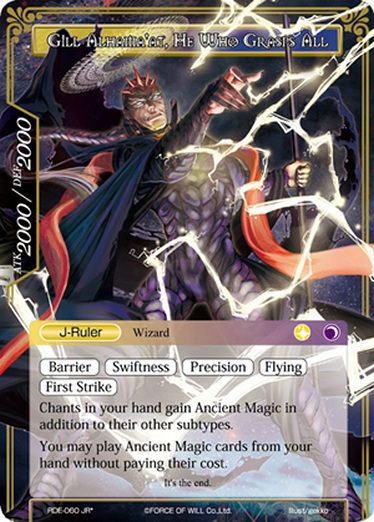 Gill Alhama'at, He Who Grasps All
ATK 2000 / DEF 2000
J-Ruler Wizard
Barrier Swiftness Precision Flying
First Strike
Chants in your hand gain Ancient Magic in
addition to their other subtypes.
You may play Ancient Magic cards from your
hand without paying their cost.
It's the end.
RDE-060 JR* ©FORCE OF WILL Co.,Ltd. Illust/gekko